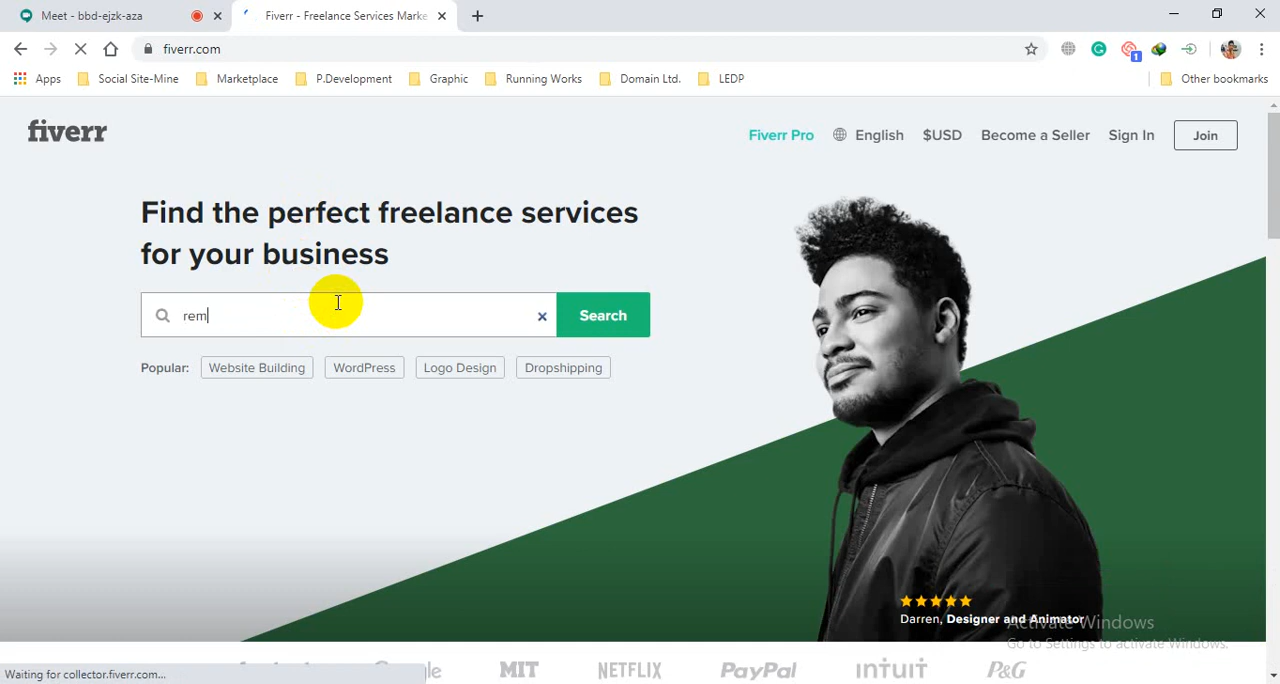 Meet - bbd-ejzk-aza
Fiverr - Freelance Services Marke
fiverr.com
1
Apps
Social Site-Mine
Marketplace
P.Development
Graphic
Running Works
Domain Ltd.
LEDP
Other bookmarks
fiverr
Fiverr Pro
English
$USD
Become a Seller
Sign In
Join
Find the perfect freelance services
for your business
rem
Search
Popular:
Website Building
WordPress
Logo Design
Dropshipping
Darren, Designer and Animator
Activate Windows
Go to Settings to activate Windows.
MIT
NETFLIX
PayPal
intuit
P&G
Waiting for collector.fiverr.com...